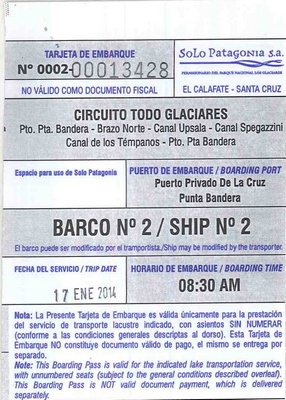 TARJETA DE EMBARQUE
Nº 0002-00013428
NO VÁLIDO COMO DOCUMENTO FISCAL
SOLO PATAGONIA S.A.
PERMISIONARIO DEL PARQUE NACIONAL LOS GLACIARES
EL CALAFATE - SANTA CRUZ
CIRCUITO TODO GLACIARES
Pto. Pta. Bandera - Brazo Norte - Canal Upsala - Canal Spegazzini
Canal de los Témpanos - Pto. Pta Bandera
Espacio para uso de Solo Patagonia
PUERTO DE EMBARQUE / BOARDING PORT
Puerto Privado De La Cruz
Punta Bandera
BARCO Nº 2 / SHIP Nº 2
El barco puede ser modificado por el tramportista./Ship may be modified by the transporter.
FECHA DEL SERVICIO / TRIP DATE
17 ENE 2014
HORARIO DE EMBARQUE / BOARDING TIME
08:30 AM
Nota: La Presente Tarjeta de Embarque es válida únicamente para la prestación
del servicio de transporte lacustre indicado, con asientos SIN NUMERAR
(conforme a las condiciones generales descriptas al dorso). Esta Tarjeta de
Embarque NO constituye documento válido de pago, el mismo se entrega por
separado.
Note: This Boarding Pass is valid for the indicated lake transportation service,
with unnumbered seats (subject to the general conditions described overleaf).
This Boarding Pass is NOT valid document payment, which is delivered
separately.